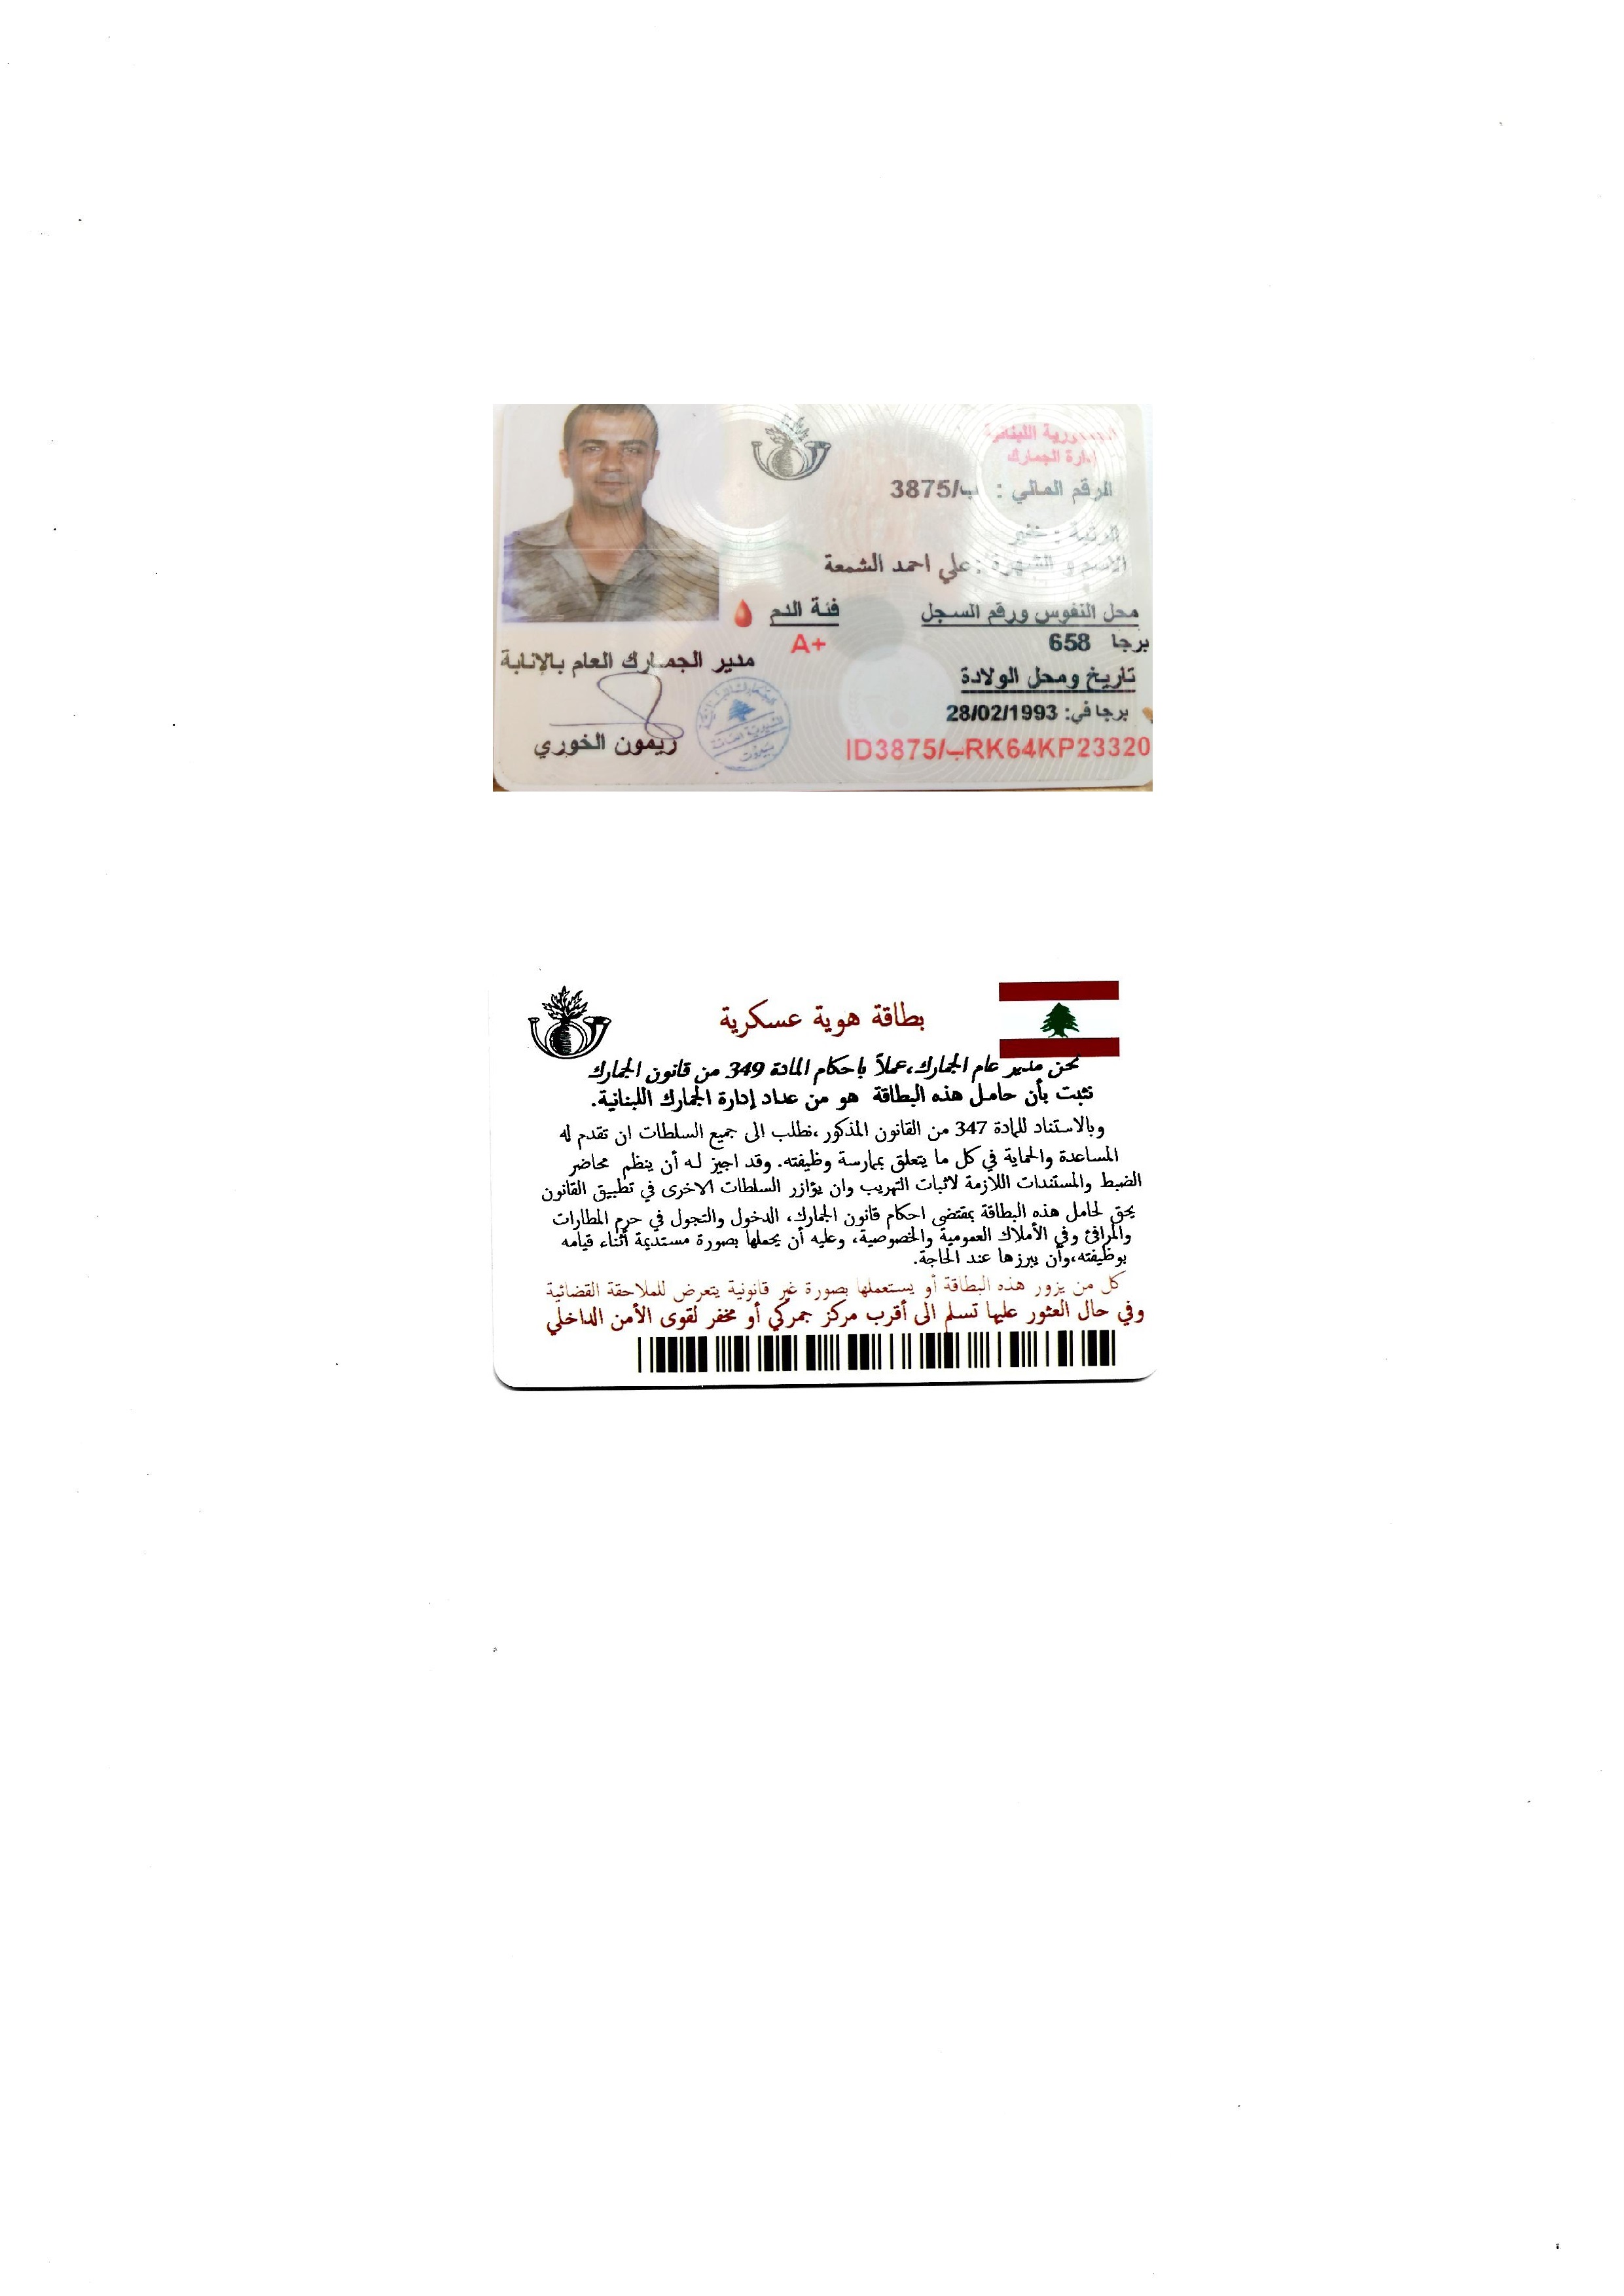 الجمهورية اللبنانية
إدارة الجمارك
الرقم المالي : ب/3875
الرتبة : خفير
الاسم و الشهرة : علي احمد الشمعة
محل النفوس ورقم السجل
برجا 658
فئة الدم
A+
تاريخ ومحل الولادة
برجا في: 28/02/1993
ID3875/بRK64KP23320
مدير الجمارك العام بالإنابة
ريمون الخوري
بطاقة هوية عسكرية
نحن مدير عام الجمارك،عملاً باحكام المادة 349 من قانون الجمارك
نثبت بأن حامل هذه البطاقة هو من عداد إدارة الجمارك اللبنانية.
وبالاستناد للمادة 347 من القانون المذكور ،نطلب الى جميع السلطات ان تقدم له
المساعدة والحماية في كل ما يتعلق بممارسة وظيفته. وقد اجيز له أن ينظم محاضر
الضبط والمستندات اللازمة لاثبات التهريب وان يؤازر السلطات الاخرى في تطبيق القانون
يحق لحامل هذه البطاقة بمقتضى احكام قانون الجمارك، الدخول والتجول في حرم المطارات
والمرافئ وفي الأملاك العمومية والخصوصية، وعليه أن يحملها بصورة مستديمة أثناء قيامه
بوظيفته،وأن يبرزها عند الحاجة.
كل من يزور هذه البطاقة أو يستعملها بصورة غير قانونية يتعرض للملاحقة القضائية
وفي حال العثور عليها تسلم الى أقرب مركز جمركي أو مخفر لقوى الأمن الداخلي